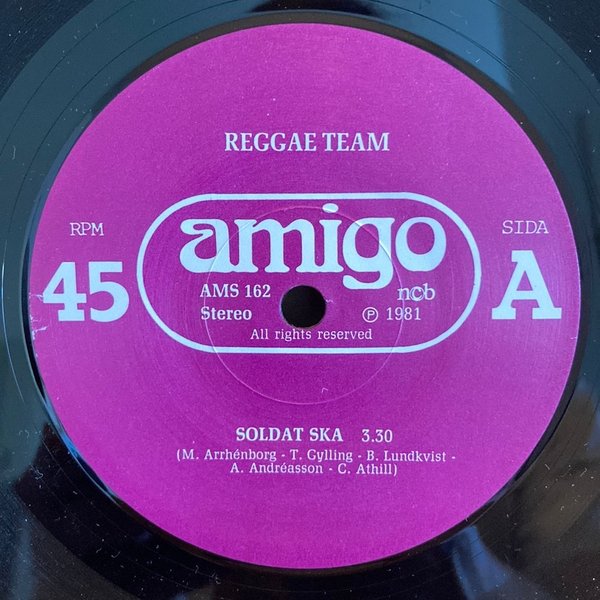 REGGAE TEAM
RPM
45
amigo
SIDA
A
AMS 162
Stereo
ncb
℗ 1981
All rights reserved
SOLDAT SKA 3.30
(M. Arrhénborg - T. Gylling - B. Lundkvist -
A. Andréasson - C. Athill)